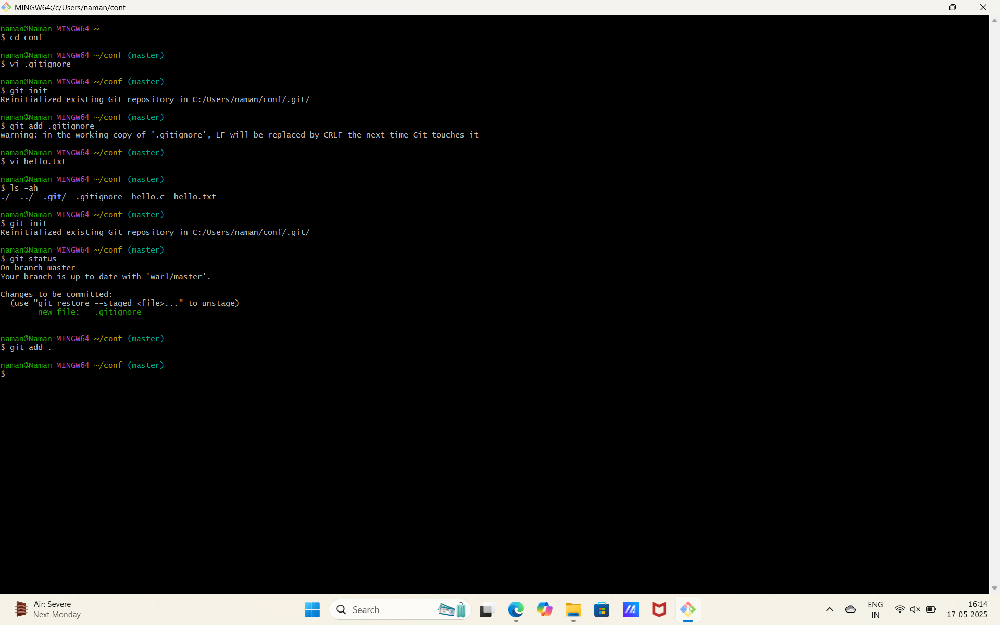 MINGW64:/c/Users/naman/conf
naman@Naman MINGW64 ~
$ cd conf
naman@Naman MINGW64 ~/conf (master)
$ vi .gitignore
naman@Naman MINGW64 ~/conf (master)
$ git init
Reinitialized existing Git repository in C:/Users/naman/conf/.git/
naman@Naman MINGW64 ~/conf (master)
$ git add .gitignore
warning: in the working copy of '.gitignore', LF will be replaced by CRLF the next time Git touches it
naman@Naman MINGW64 ~/conf (master)
$ vi hello.txt
naman@Naman MINGW64 ~/conf (master)
$ ls -ah
./  ../  .git/  .gitignore  hello.c  hello.txt
naman@Naman MINGW64 ~/conf (master)
$ git init
Reinitialized existing Git repository in C:/Users/naman/conf/.git/
naman@Naman MINGW64 ~/conf (master)
$ git status
On branch master
Your branch is up to date with 'war1/master'.
Changes to be committed:
  (use "git restore --staged <file>..." to unstage)
        new file:   .gitignore
naman@Naman MINGW64 ~/conf (master)
$ git add .
naman@Naman MINGW64 ~/conf (master)
$
Air: Severe
Next Monday
Search
ENG
IN
16:14
17-05-2025